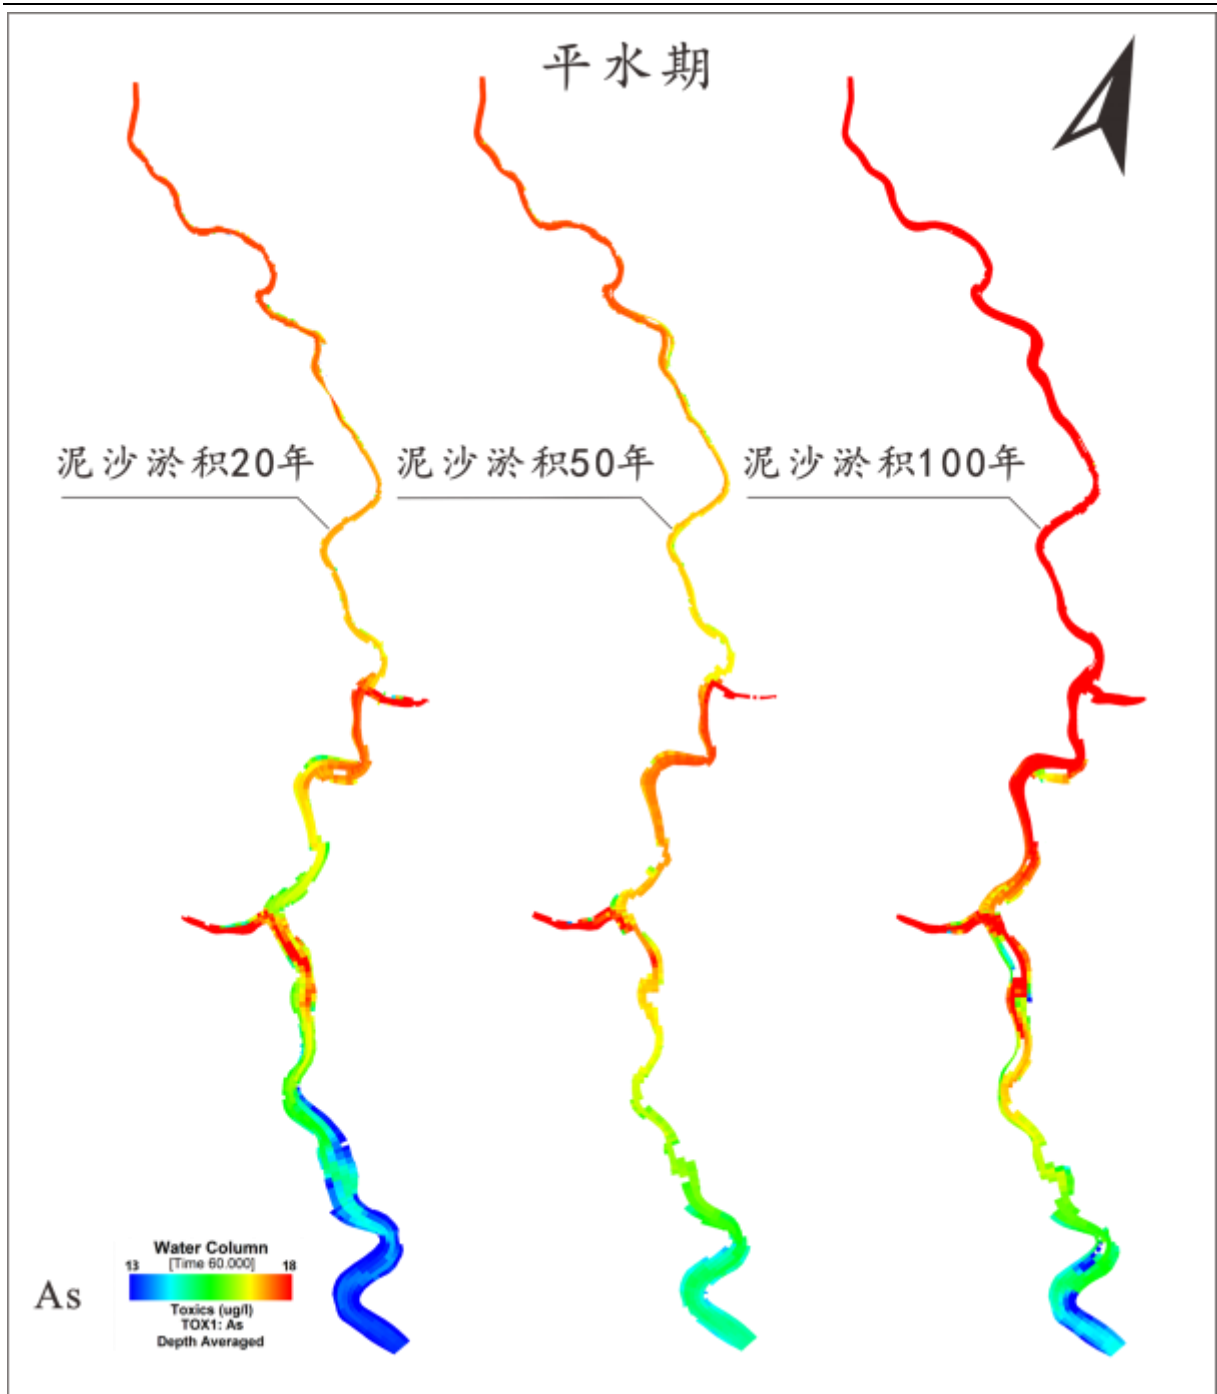 平水期
泥沙淤积20年
泥沙淤积50年
泥沙淤积100年
As
Water Column
[Time 60.000]
13 18
Toxics (ug/l)
TOX1: As
Depth Averaged